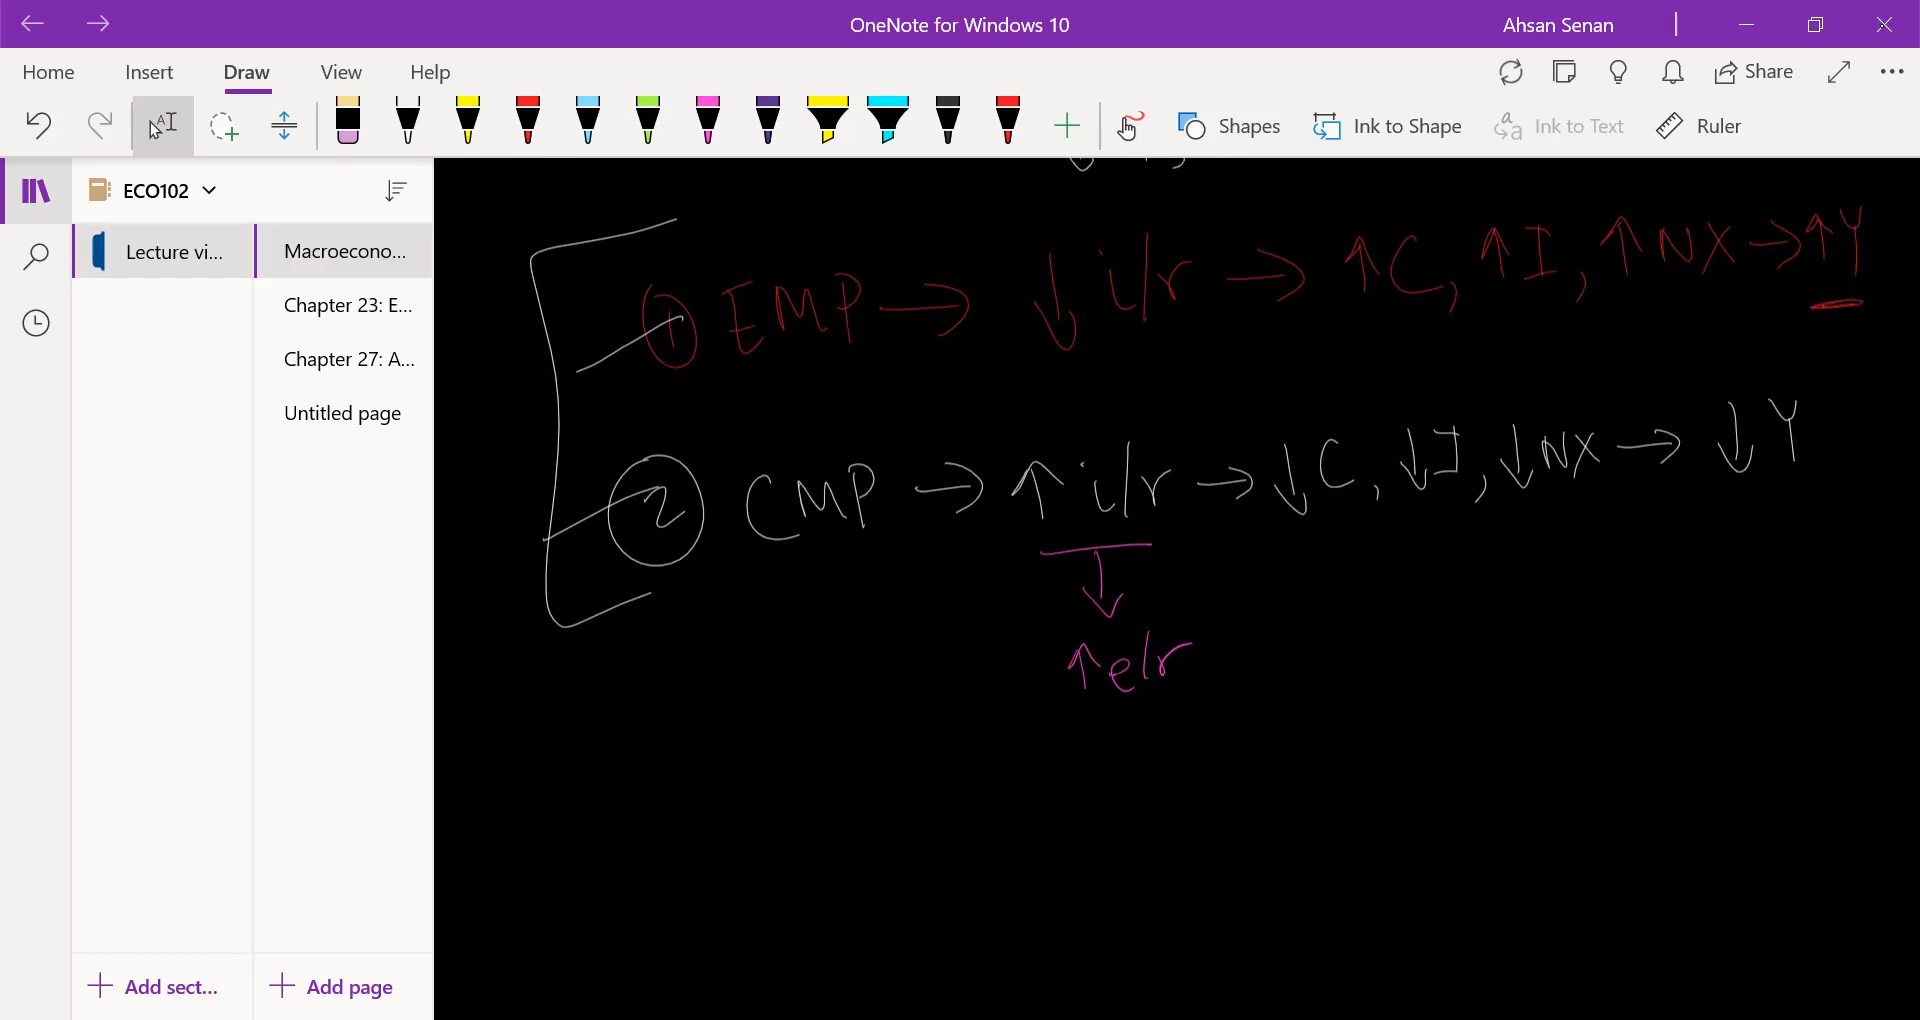 OneNote for Windows 10
Ahsan Senan
Home Insert Draw View Help
Share
Shapes Ink to Shape Ink to Text Ruler
ECO102
Lecture vi...
Macroecono...
Chapter 23: E...
Chapter 27: A...
Untitled page
① EMP → ↓ i/r → ↑C, ↑I, ↑NX → ↑Y
② CMP → ↑ i/r → ↓C, ↓I, ↓NX → ↓Y
↓
↑e/r
Add sect...
Add page